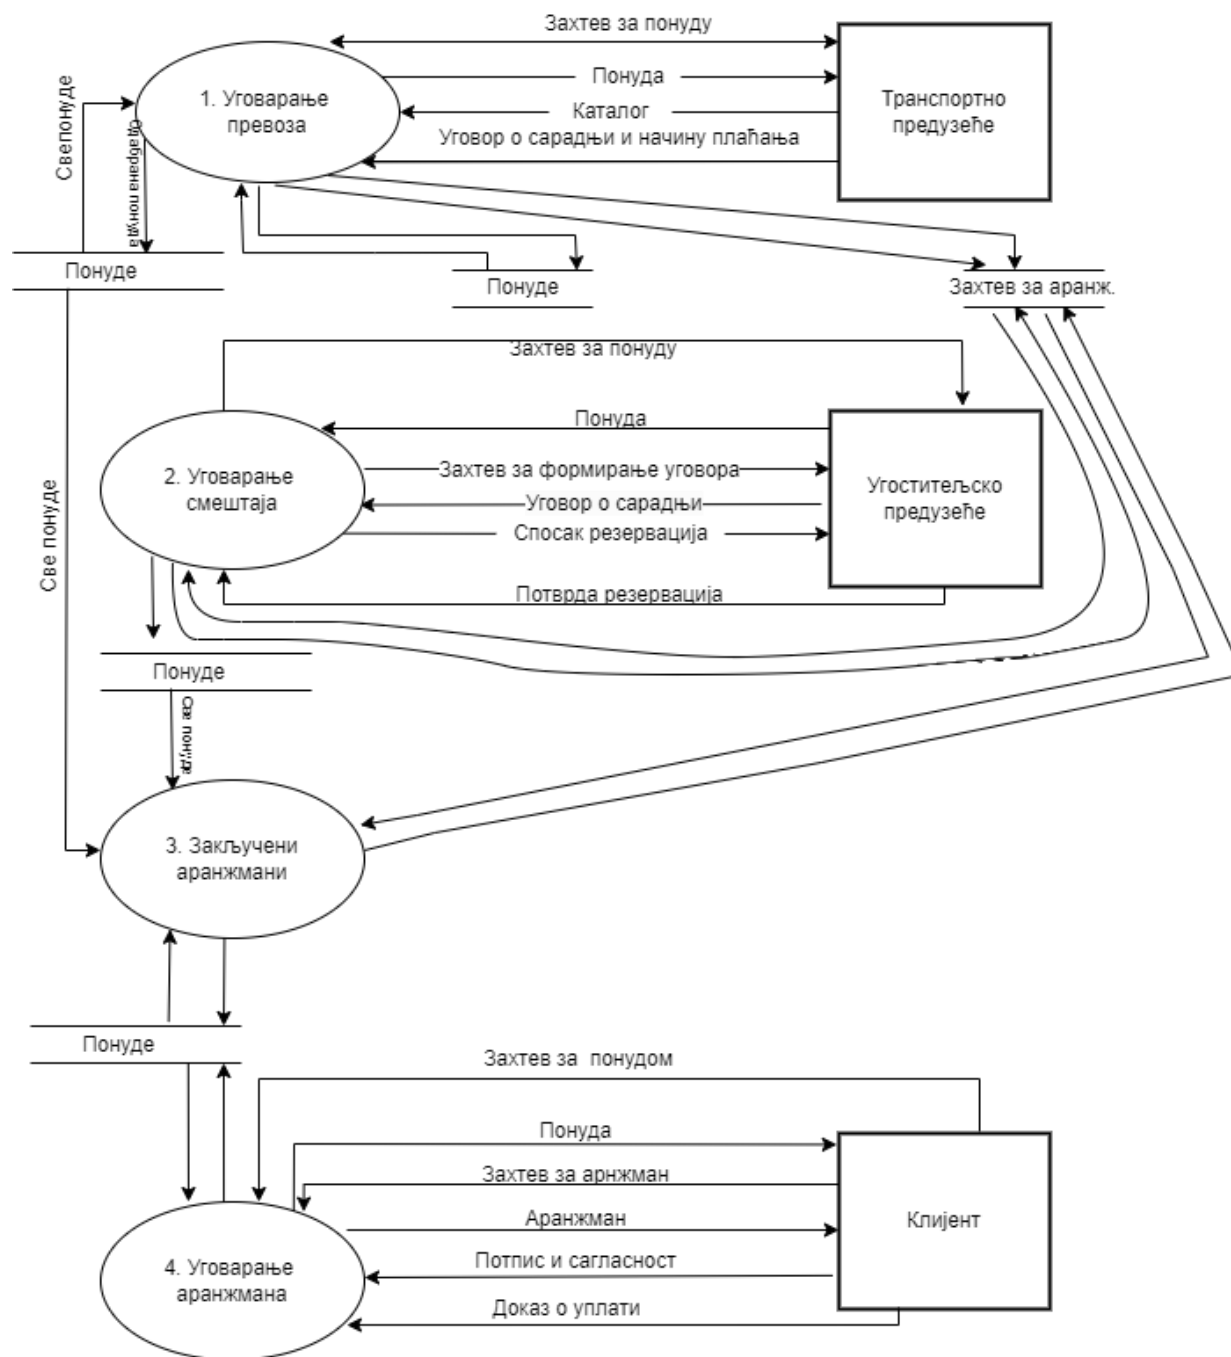 Захтев за понуду
Понуда
Каталог
Уговор о сарадњи и начину плаћања
1. Уговарање
превоза
Транспортно
предузеће
Свепонуде
Одабрана понуда
Понуде
Понуде
Захтев за аранж.
Захтев за понуду
Понуда
Захтев за формирање уговора
Уговор о сарадњи
Спосак резервација
Потврда резервација
2. Уговарање
смештаја
Угоститељско
предузеће
Све понуде
Понуде
Све понуде
3. Закључени
аранжмани
Понуде
Захтев за  понудом
Понуда
Захтев за арнжман
Аранжман
Потпис и сагласност
Доказ о уплати
4. Уговарање
аранжмана
Клијент